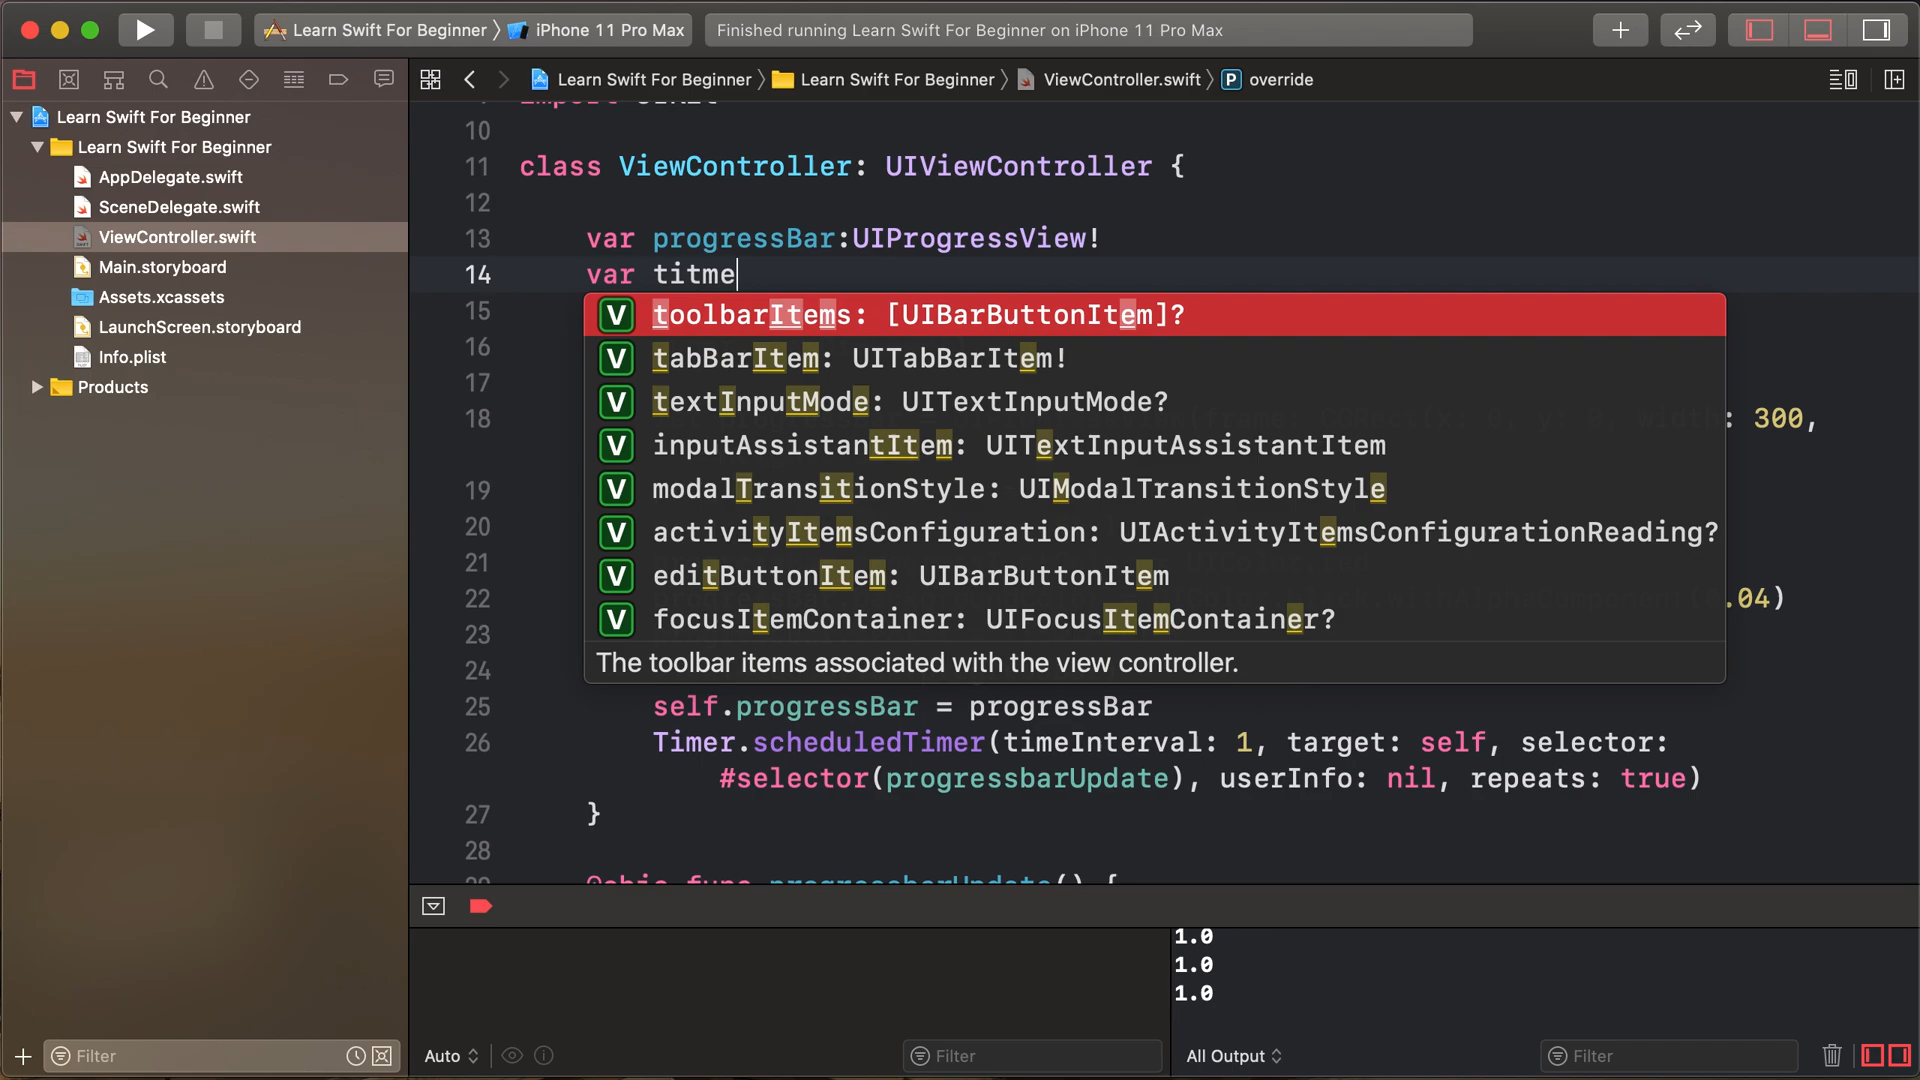 Learn Swift For Beginner 〉 iPhone 11 Pro Max
Finished running Learn Swift For Beginner on iPhone 11 Pro Max
Learn Swift For Beginner 〉 Learn Swift For Beginner 〉 ViewController.swift 〉 P override
Learn Swift For Beginner
Learn Swift For Beginner
AppDelegate.swift
SceneDelegate.swift
ViewController.swift
Main.storyboard
Assets.xcassets
LaunchScreen.storyboard
Info.plist
Products
Filter
import UIKit
10
11 class ViewController: UIViewController {
12
13 var progressBar:UIProgressView!
14 var titme
15
16
17
18 : 300,
19
20
21
22 .04)
23
24
V toolbarItems: [UIBarButtonItem]?
V tabBarItem: UITabBarItem!
V textInputMode: UITextInputMode?
V inputAssistantItem: UITextInputAssistantItem
V modalTransitionStyle: UIModalTransitionStyle
V activityItemsConfiguration: UIActivityItemsConfigurationReading?
V editButtonItem: UIBarButtonItem
V focusItemContainer: UIFocusItemContainer?
The toolbar items associated with the view controller.
25 self.progressBar = progressBar
26 Timer.scheduledTimer(timeInterval: 1, target: self, selector:
#selector(progressbarUpdate), userInfo: nil, repeats: true)
27 }
28
29 @objc func progressbarUpdate() {
1.0
1.0
1.0
Auto
Filter
All Output
Filter